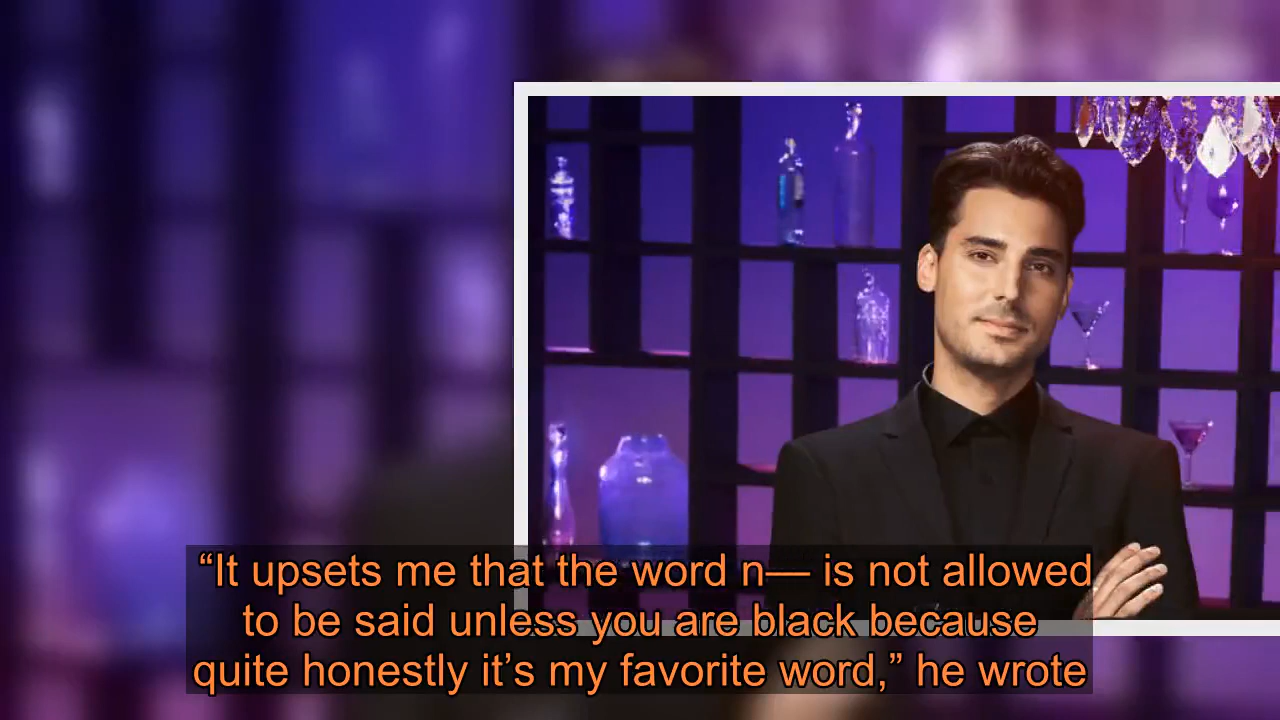 “It upsets me that the word n— is not allowed
to be said unless you are black because
quite honestly it’s my favorite word,” he wrote